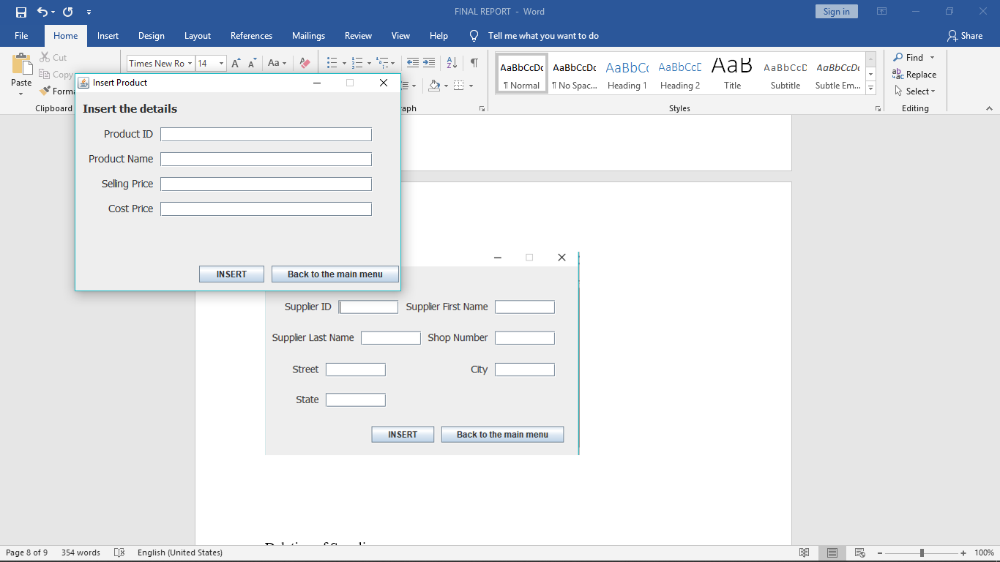 FINAL REPORT - Word
Sign in
File Home Insert Design Layout References Mailings Review View Help Tell me what you want to do Share
Paste
Cut
Copy
Clipboard
Times New Ro 14
Aa
AaBbCcDc AaBbCcDc AaBbCc AaBbCcD AaB AaBbCcD AaBbCcDc
¶ Normal ¶ No Spac... Heading 1 Heading 2 Title Subtitle Subtle Em...
Styles
Find
Replace
Select
Editing
Insert Product
Insert the details
Product ID
Product Name
Selling Price
Cost Price
INSERT Back to the main menu
Supplier ID Supplier First Name
Supplier Last Name Shop Number
Street City
State
INSERT Back to the main menu
Page 8 of 9 354 words English (United States) 100%